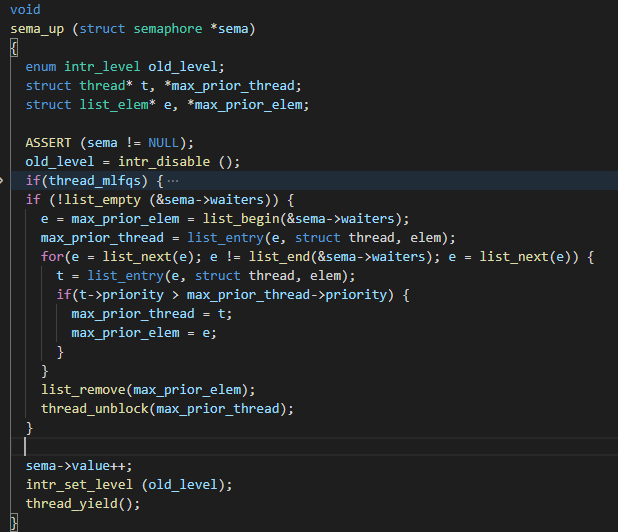 void
sema_up (struct semaphore *sema)
{
  enum intr_level old_level;
  struct thread* t, *max_prior_thread;
  struct list_elem* e, *max_prior_elem;

  ASSERT (sema != NULL);
  old_level = intr_disable ();
  if(thread_mlfqs) {⋯
  if (!list_empty (&sema->waiters)) {
    e = max_prior_elem = list_begin(&sema->waiters);
    max_prior_thread = list_entry(e, struct thread, elem);
    for(e = list_next(e); e != list_end(&sema->waiters); e = list_next(e)) {
      t = list_entry(e, struct thread, elem);
      if(t->priority > max_prior_thread->priority) {
        max_prior_thread = t;
        max_prior_elem = e;
      }
    }
    list_remove(max_prior_elem);
    thread_unblock(max_prior_thread);
  }

  sema->value++;
  intr_set_level (old_level);
  thread_yield();
}